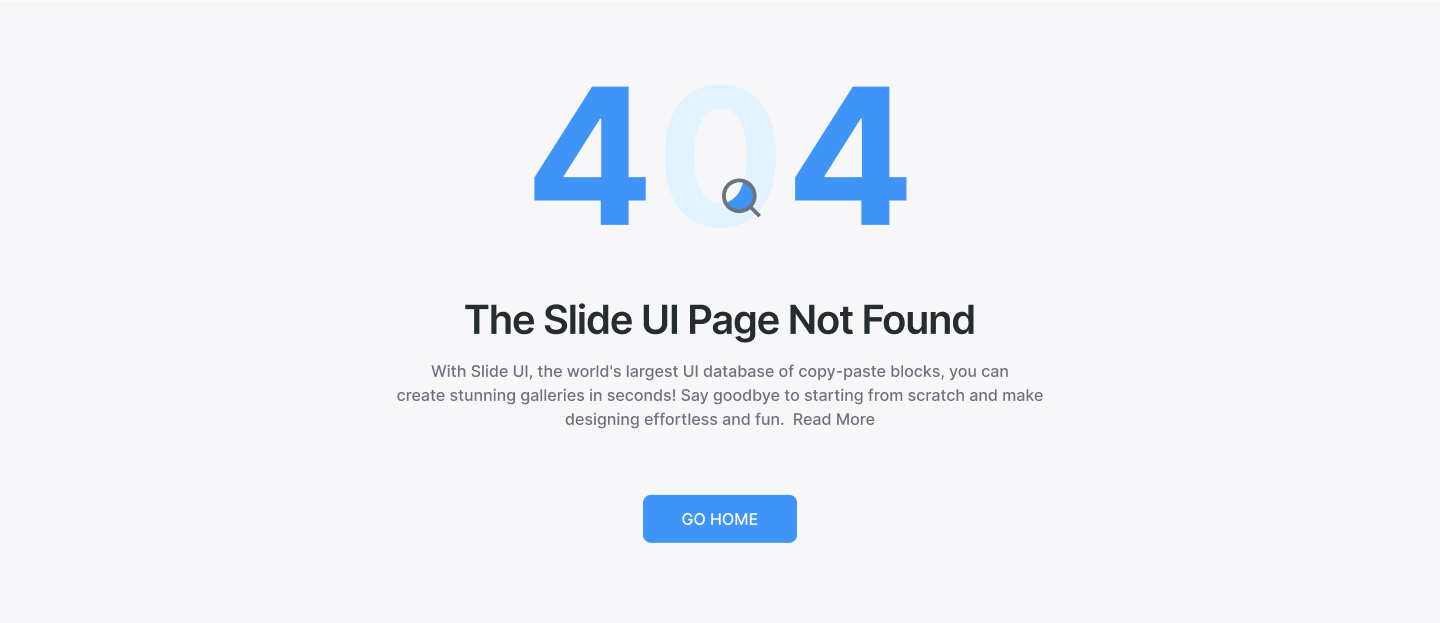 404
The Slide UI Page Not Found
With Slide UI, the world's largest UI database of copy-paste blocks, you can
create stunning galleries in seconds! Say goodbye to starting from scratch and make
designing effortless and fun.  Read More
GO HOME